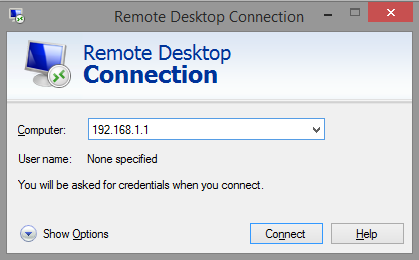 Remote Desktop Connection
Remote Desktop
Connection
Computer: 192.168.1.1
User name: None specified
You will be asked for credentials when you connect.
Show Options Connect Help